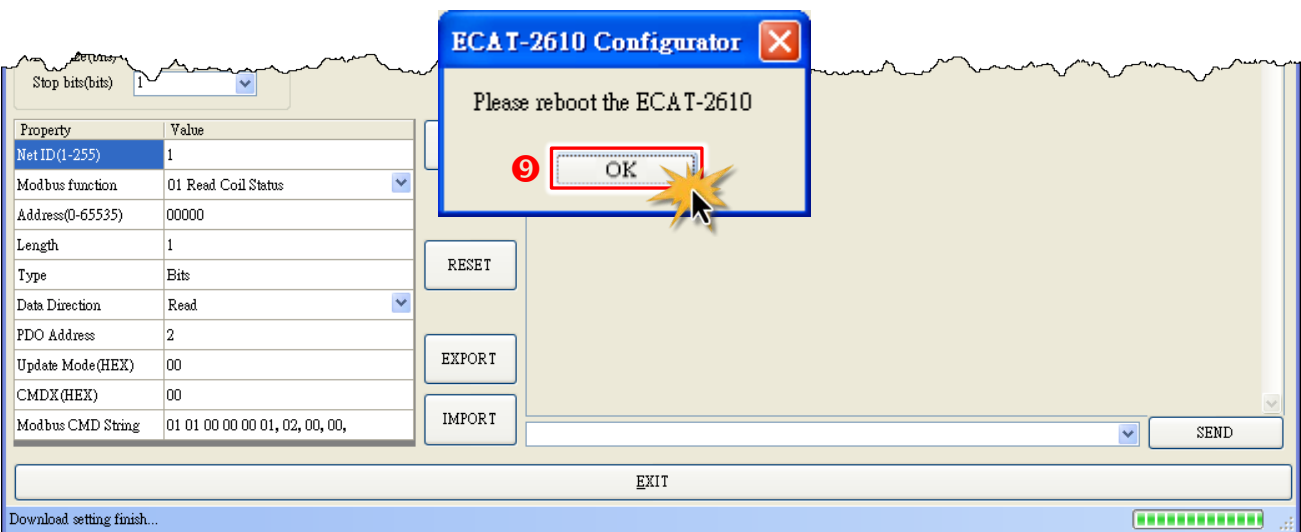 ECAT-2610 Configurator
Please reboot the ECAT-2610
9 OK
Stop bits(bits) 1
Property Value
Net ID(1-255) 1
Modbus function 01 Read Coil Status
Address(0-65535) 00000
Length 1
Type Bits
Data Direction Read
PDO Address 2
Update Mode(HEX) 00
CMDX(HEX) 00
Modbus CMD String 01 01 00 00 00 01, 02, 00, 00,
RESET
EXPORT
IMPORT
SEND
EXIT
Download setting finish...